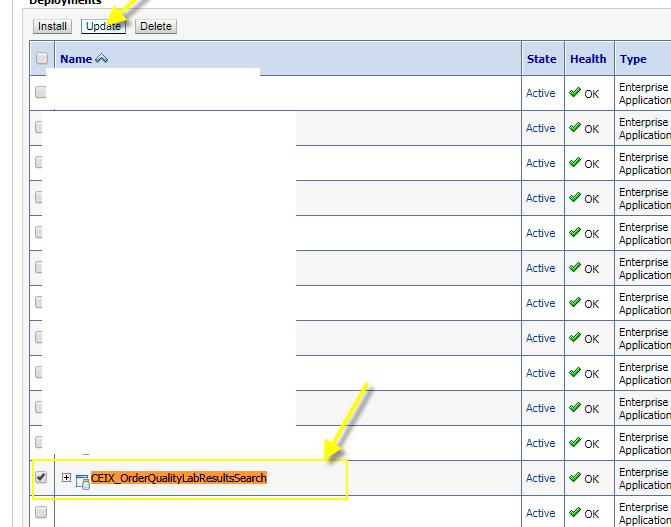 Deployments
Install Update Delete
Name State Health Type
Active OK Enterprise
Application
Active OK Enterprise
Application
Active OK Enterprise
Application
Active OK Enterprise
Application
Active OK Enterprise
Application
Active OK Enterprise
Application
Active OK Enterprise
Application
Active OK Enterprise
Application
Active OK Enterprise
Application
Active OK Enterprise
Application
Active OK Enterprise
Application
CEIX_OrderQualityLabResultsSearch Active OK Enterprise
Application
Active OK Enterprise
Application